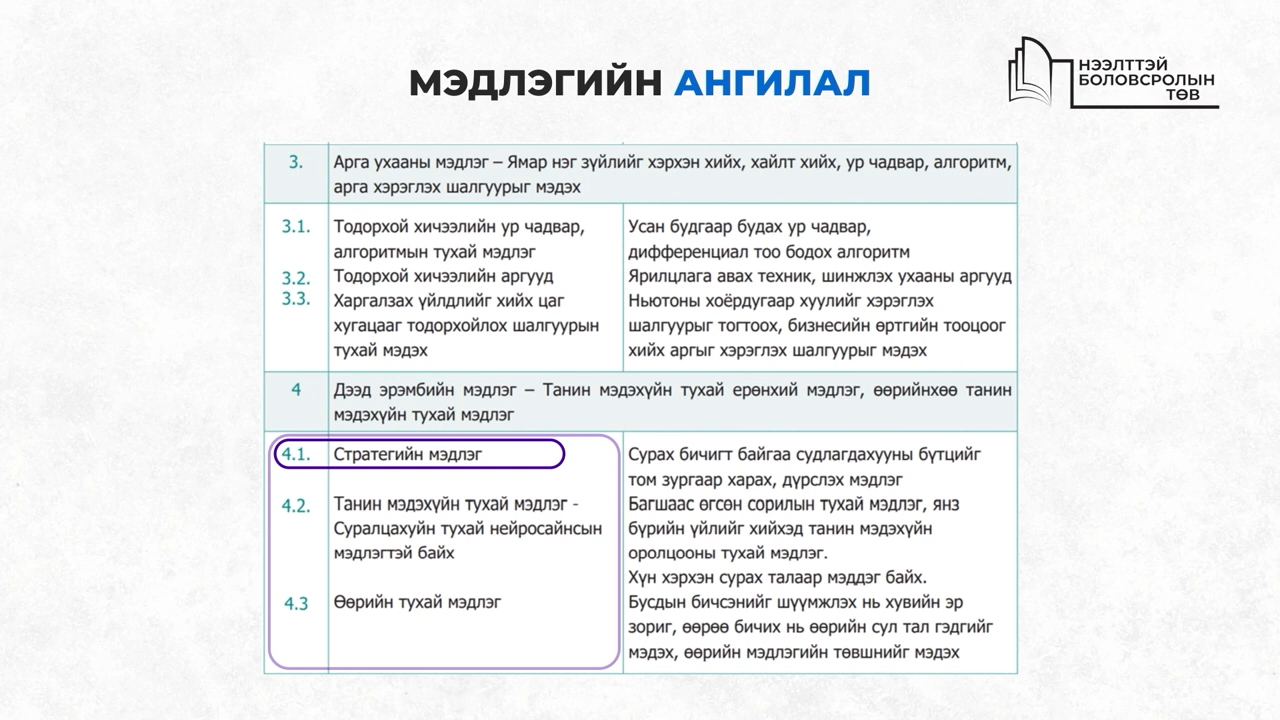 МЭДЛЭГИЙН АНГИЛАЛ
НЭЭЛТТЭЙ
БОЛОВСРОЛЫН
ТӨВ
3. Арга ухааны мэдлэг – Ямар нэг зүйлийг хэрхэн хийх, хайлт хийх, ур чадвар, алгоритм,
арга хэрэглэх шалгуурыг мэдэх
3.1. Тодорхой хичээлийн ур чадвар,
алгоритмын тухай мэдлэг
Усан будгаар будах ур чадвар,
дифференциал тоо бодох алгоритм
3.2. Тодорхой хичээлийн аргууд
Ярилцлага авах техник, шинжлэх ухааны аргууд
3.3. Харгалзах үйлдлийг хийх цаг
хугацааг тодорхойлох шалгуурын
тухай мэдэх
Ньютоны хоёрдугаар хуулийг хэрэглэх
шалгуурыг тогтоох, бизнесийн өртгийн тооцоог
хийх аргыг хэрэглэх шалгуурыг мэдэх
4 Дээд эрэмбийн мэдлэг – Танин мэдэхүйн тухай ерөнхий мэдлэг, өөрийнхөө танин
мэдэхүйн тухай мэдлэг
4.1. Стратегийн мэдлэг
Сурах бичигт байгаа судлагдахууны бүтцийг
том зургаар харах, дүрслэх мэдлэг
4.2. Танин мэдэхүйн тухай мэдлэг -
Суралцахуйн тухай нейросайнсын
мэдлэгтэй байх
Багшаас өгсөн сорилын тухай мэдлэг, янз
бүрийн үйлийг хийхэд танин мэдэхүйн
оролцооны тухай мэдлэг.
Хүн хэрхэн сурах талаар мэддэг байх.
4.3 Өөрийн тухай мэдлэг
Бусдын бичсэнийг шүүмжлэх нь хувийн эр
зориг, өөрөө бичих нь өөрийн сул тал гэдгийг
мэдэх, өөрийн мэдлэгийн төвшнийг мэдэх